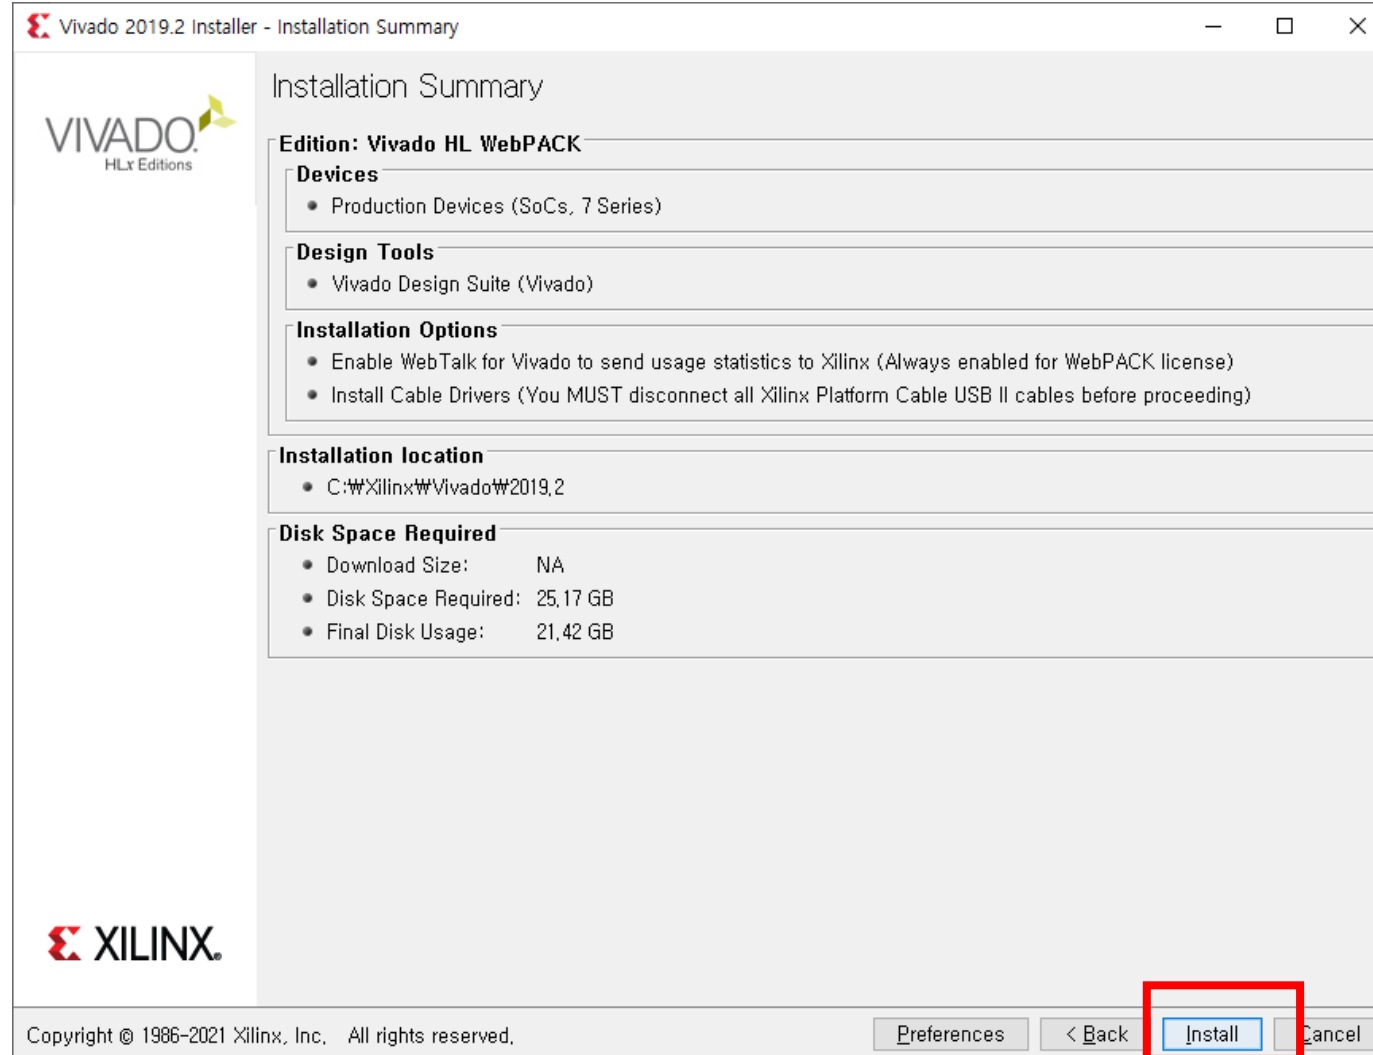 Vivado 2019.2 Installer - Installation Summary
VIVADO.
HLx Editions
Installation Summary
Edition: Vivado HL WebPACK
Devices
Production Devices (SoCs, 7 Series)
Design Tools
Vivado Design Suite (Vivado)
Installation Options
Enable WebTalk for Vivado to send usage statistics to Xilinx (Always enabled for WebPACK license)
Install Cable Drivers (You MUST disconnect all Xilinx Platform Cable USB II cables before proceeding)
Installation location
C:₩Xilinx₩Vivado₩2019.2
Disk Space Required
Download Size: NA
Disk Space Required: 25.17 GB
Final Disk Usage: 21.42 GB
XILINX.
Copyright © 1986-2021 Xilinx, Inc. All rights reserved.
Preferences < Back Install Cancel